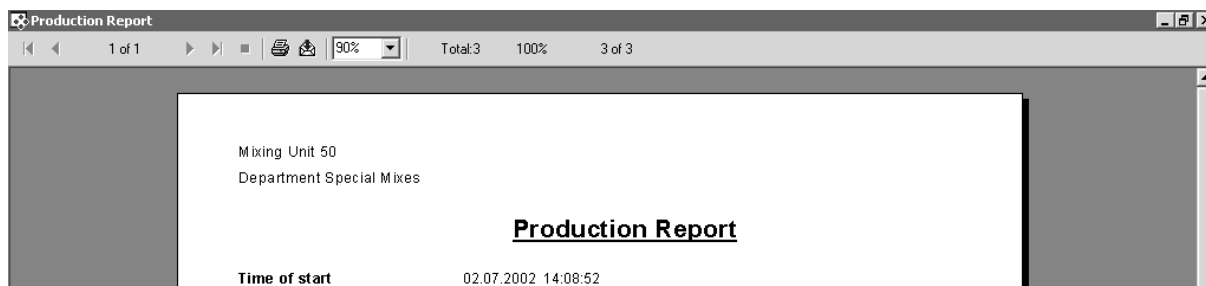 Production Report
1 of 1 90% Total:3 100% 3 of 3
Mixing Unit 50
Department Special Mixes
Production Report
Time of start 02.07.2002 14:08:52